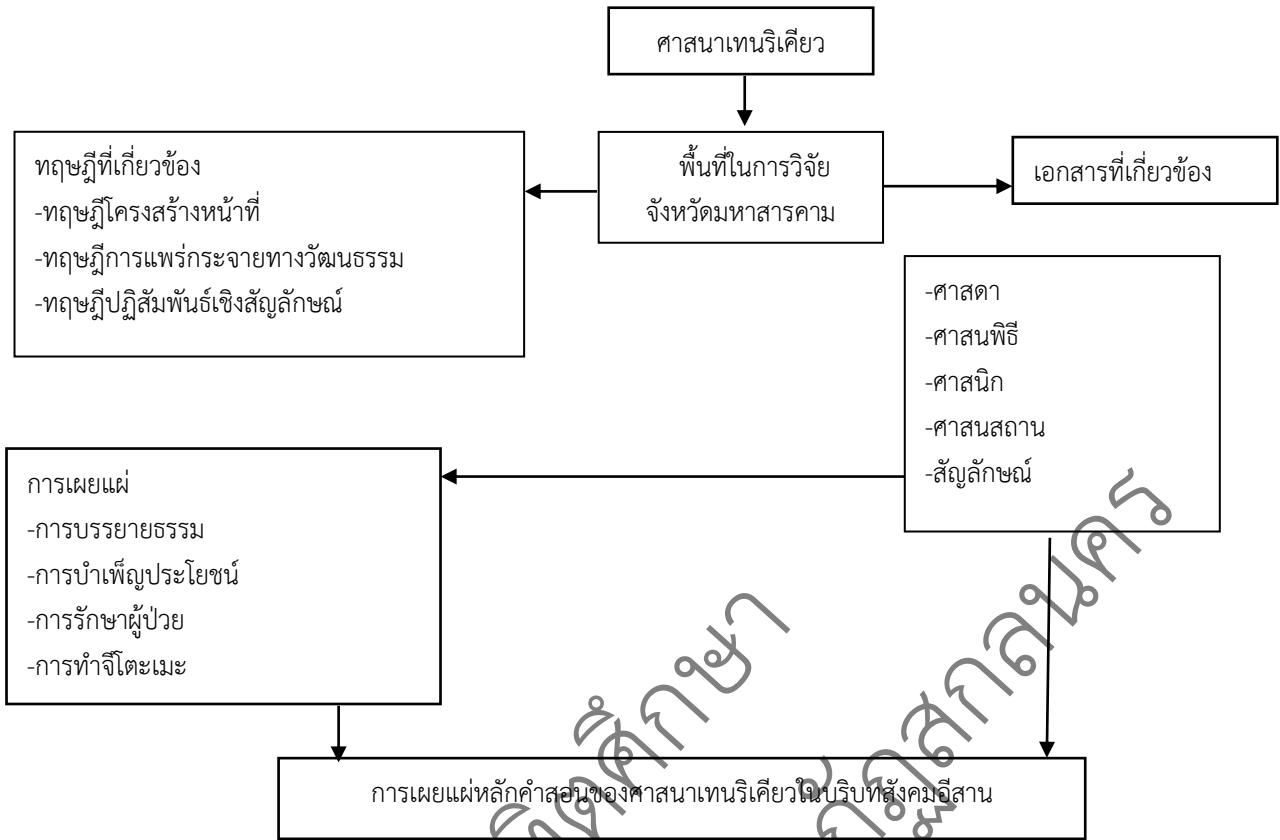 ศาสนาเทนริเคียว
พื้นที่ในการวิจัย
จังหวัดมหาสารคาม
ทฤษฎีที่เกี่ยวข้อง
-ทฤษฎีโครงสร้างหน้าที่
-ทฤษฎีการแพร่กระจายทางวัฒนธรรม
-ทฤษฎีปฏิสัมพันธ์เชิงสัญลักษณ์
เอกสารที่เกี่ยวข้อง
-ศาสดา
-ศาสนพิธี
-ศาสนิก
-ศาสนสถาน
-สัญลักษณ์
การเผยแผ่
-การบรรยายธรรม
-การบำเพ็ญประโยชน์
-การรักษาผู้ป่วย
-การทำจีโตะเมะ
การเผยแผ่หลักคำสอนของศาสนาเทนริเคียวในบริบทสังคมอีสาน